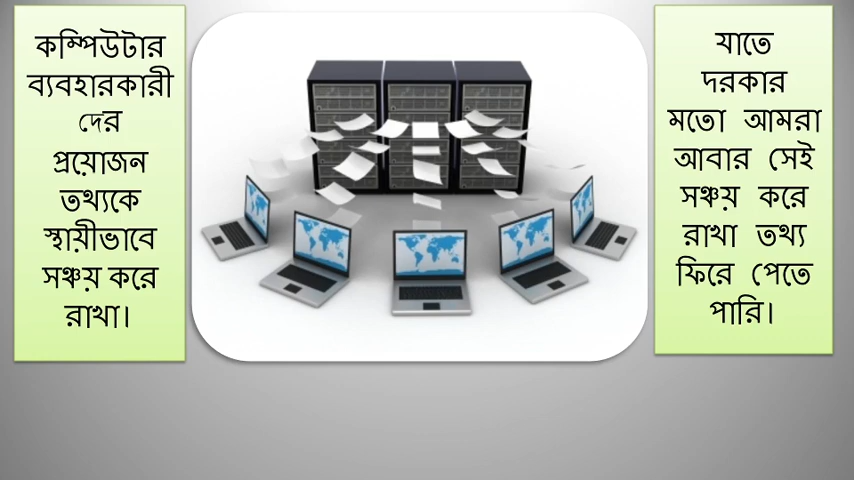 কম্পিউটার
ব্যবহারকারী
দের
প্রয়োজন
তথ্যকে
স্থায়ীভাবে
সঞ্চয় করে
রাখা।
যাতে
দরকার
মতো আমরা
আবার সেই
সঞ্চয় করে
রাখা তথ্য
ফিরে পেতে
পারি।